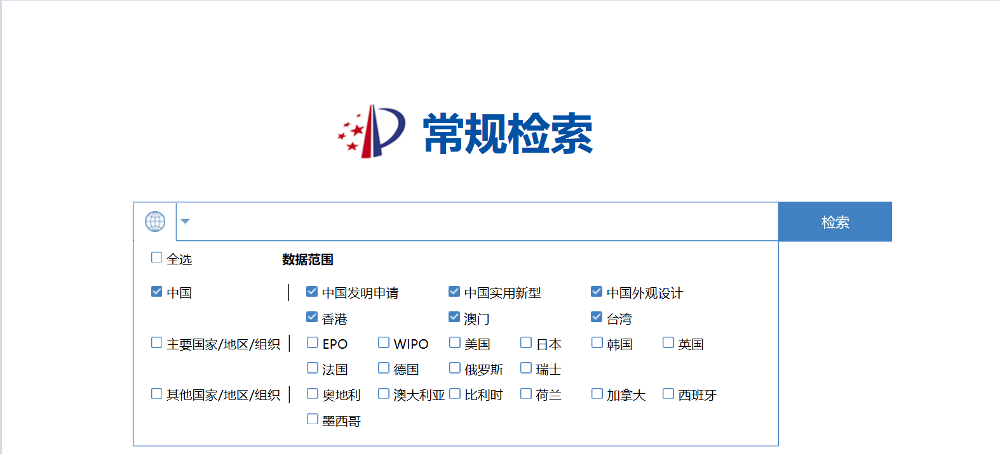 常规检索
检索
全选 数据范围
中国 中国发明申请 中国实用新型 中国外观设计
香港 澳门 台湾
主要国家/地区/组织 EPO WIPO 美国 日本 韩国 英国
法国 德国 俄罗斯 瑞士
其他国家/地区/组织 奥地利 澳大利亚 比利时 荷兰 加拿大 西班牙
墨西哥